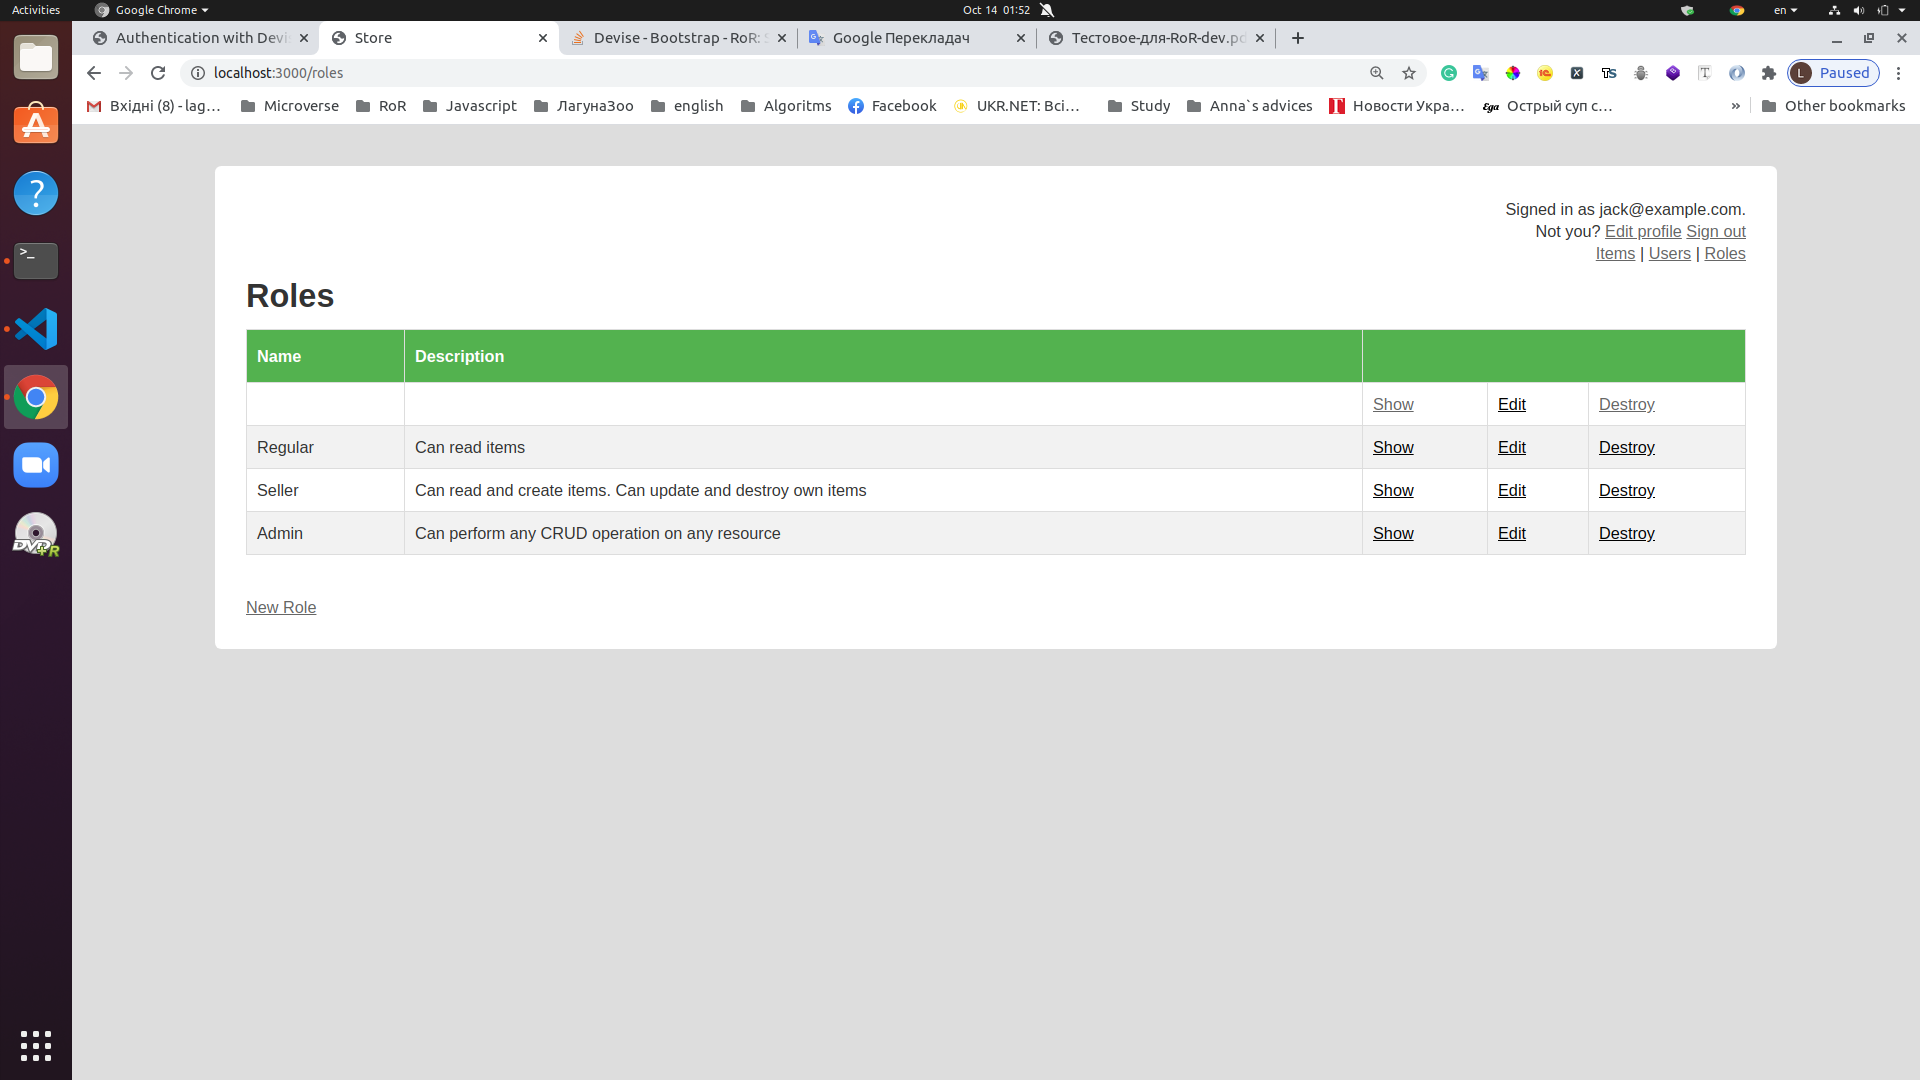 Activities Google Chrome Oct 14 01:52 en
Authentication with Devi Store Devise - Bootstrap - RoR: Google Перекладач Тестовое-для-RoR-dev.pd
localhost:3000/roles L Paused
Вхідні (8) - lag… Microverse RoR Javascript ЛагунаЗоо english Algoritms Facebook UKR.NET: Всі… Study Anna`s advices Новости Укра… Острый суп с… » Other bookmarks
Signed in as jack@example.com.
Not you? Edit profile Sign out
Items | Users | Roles
Roles
Name Description
Show Edit Destroy
Regular Can read items Show Edit Destroy
Seller Can read and create items. Can update and destroy own items Show Edit Destroy
Admin Can perform any CRUD operation on any resource Show Edit Destroy
New Role